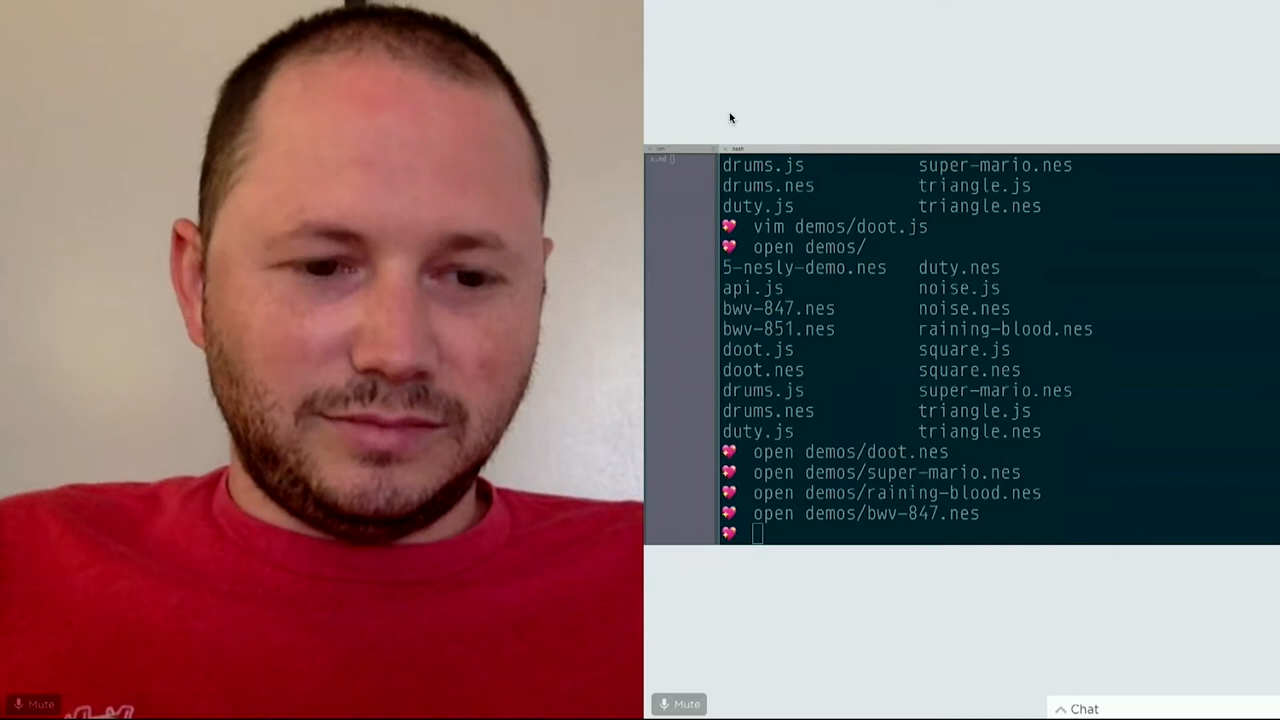 bash
x.md
drums.js super-mario.nes
drums.nes triangle.js
duty.js triangle.nes
vim demos/doot.js
open demos/
5-nesly-demo.nes duty.nes
api.js noise.js
bwv-847.nes noise.nes
bwv-851.nes raining-blood.nes
doot.js square.js
doot.nes square.nes
drums.js super-mario.nes
drums.nes triangle.js
duty.js triangle.nes
open demos/doot.nes
open demos/super-mario.nes
open demos/raining-blood.nes
open demos/bwv-847.nes
Mute
Mute
Chat